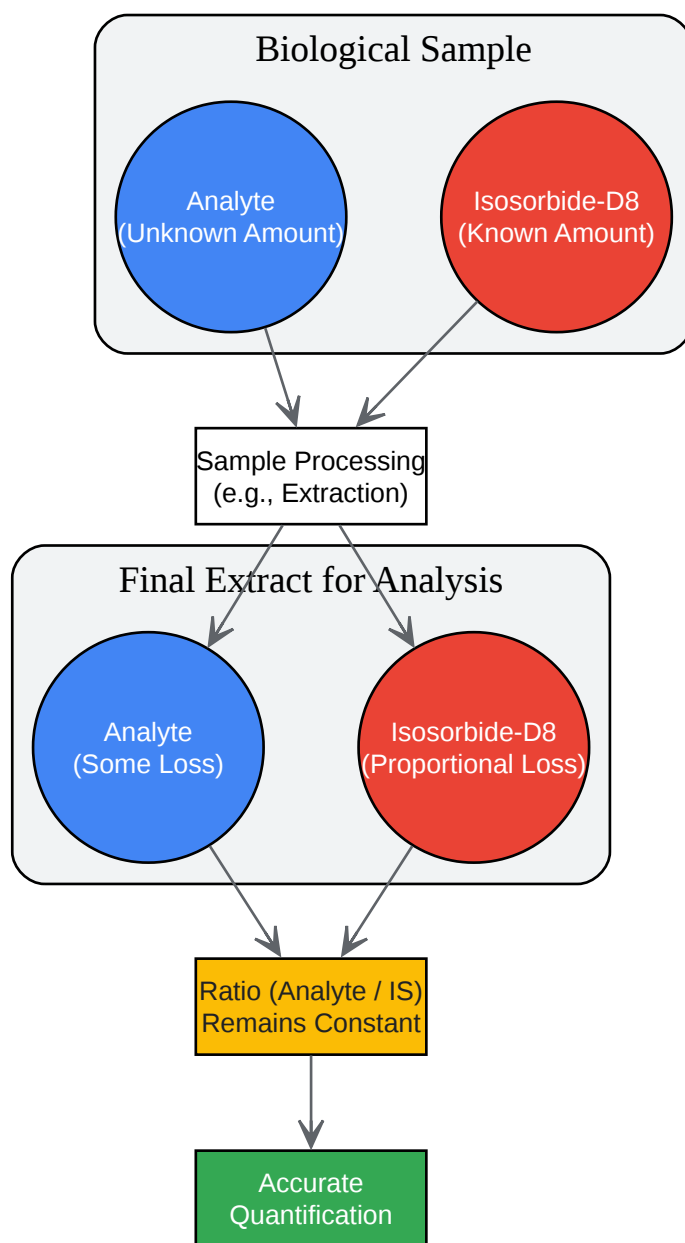 Biological Sample
Analyte
(Unknown Amount)
Isosorbide-D8
(Known Amount)
Sample Processing
(e.g., Extraction)
Final Extract for Analysis
Analyte
(Some Loss)
Isosorbide-D8
(Proportional Loss)
Ratio (Analyte / IS)
Remains Constant
Accurate
Quantification